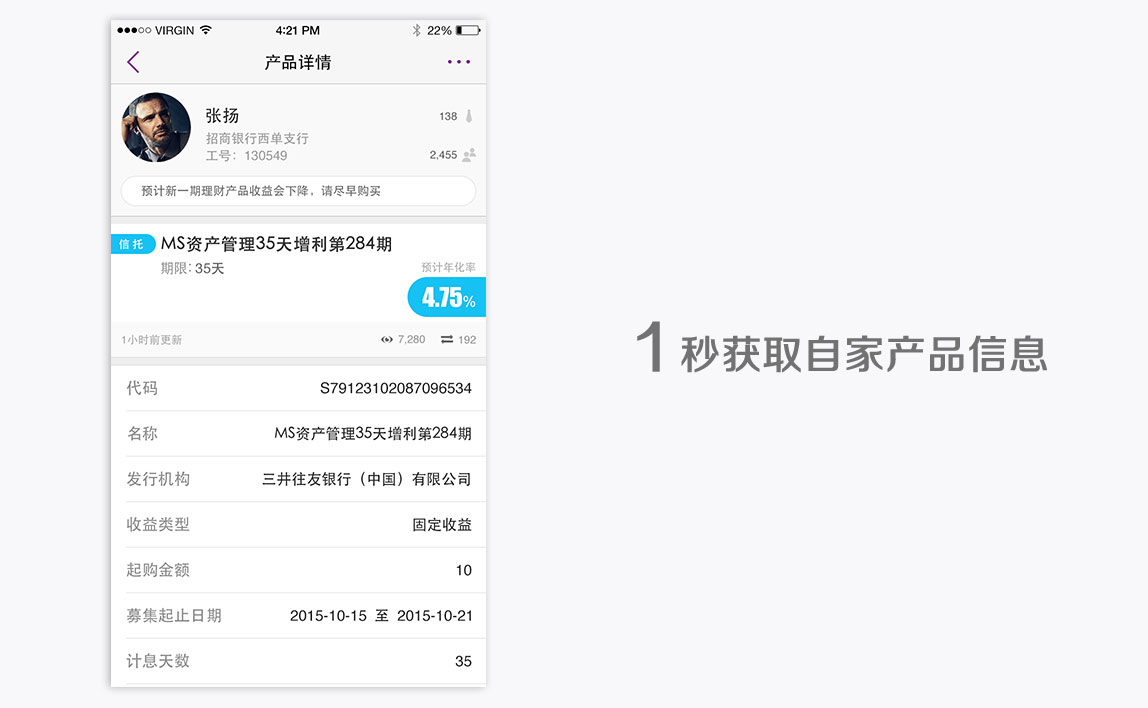 VIRGIN 4:21 PM 22%
产品详情
张扬 138
招商银行西单支行
工号：130549 2,455
预计新一期理财产品收益会下降，请尽早购买
信托 MS资产管理35天增利第284期
期限：35天 预计年化率
4.75%
1小时前更新 7,280 192
代码 S79123102087096534
名称 MS资产管理35天增利第284期
发行机构 三井往友银行（中国）有限公司
收益类型 固定收益
起购金额 10
募集起止日期 2015-10-15 至 2015-10-21
计息天数 35
1秒获取自家产品信息